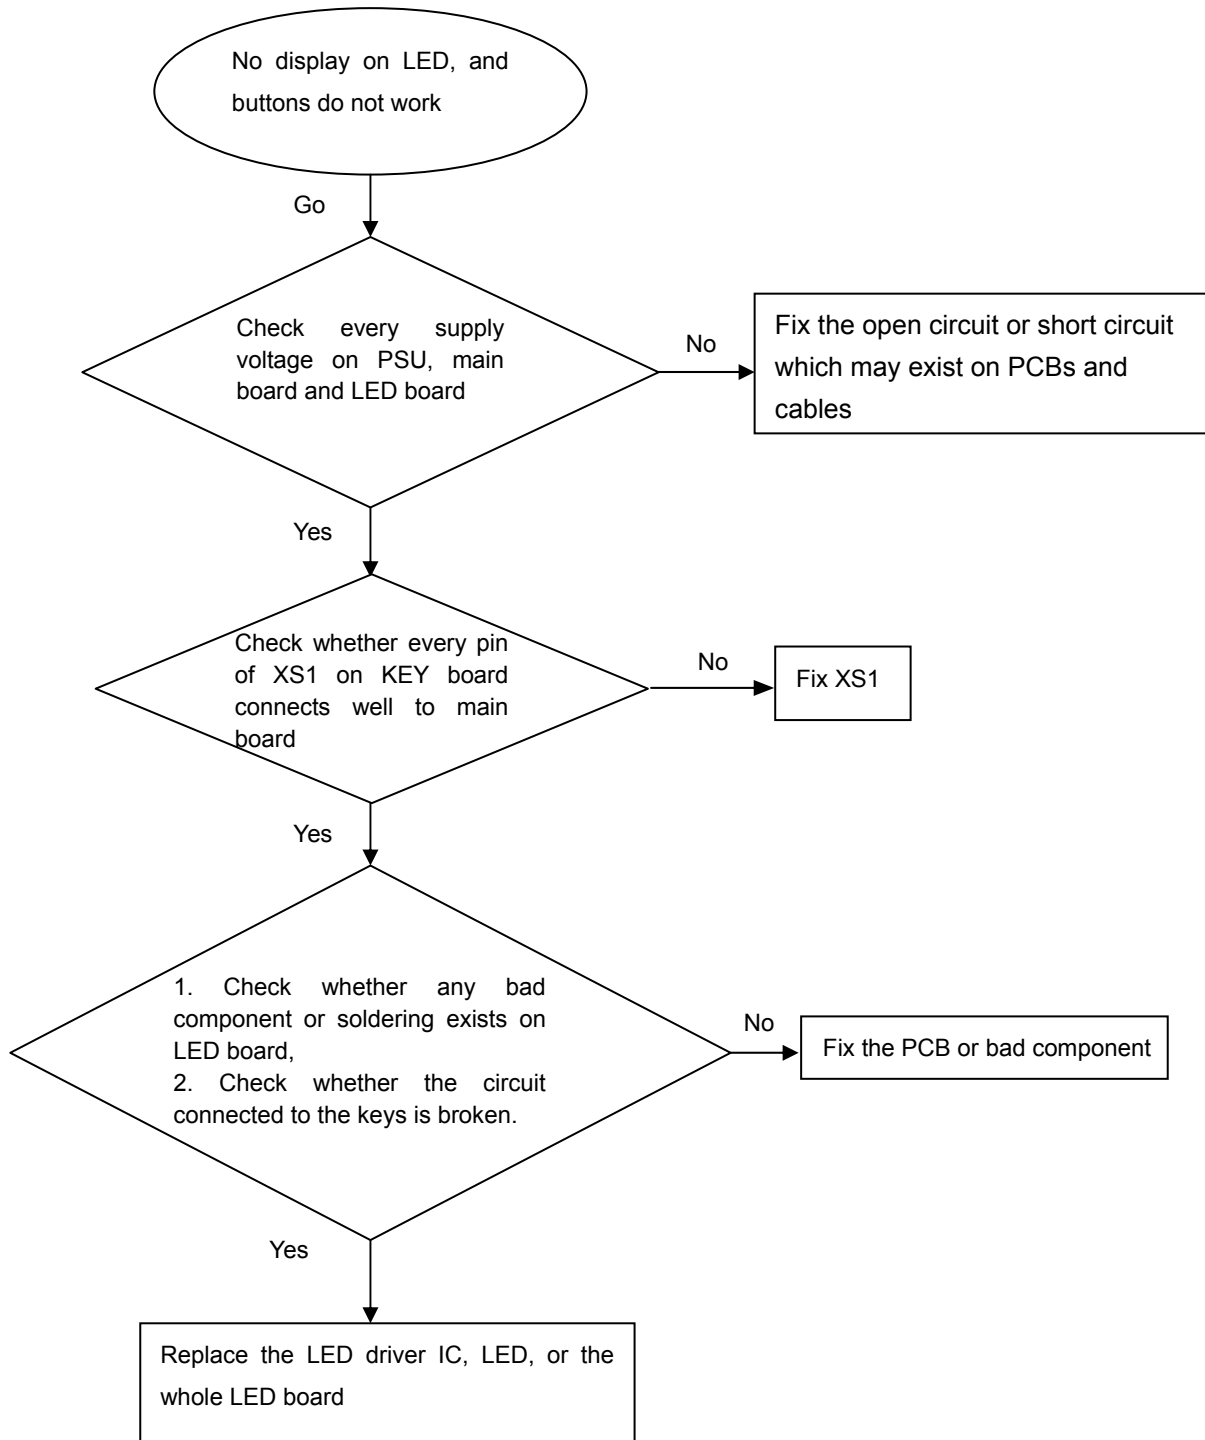 No display on LED, and
buttons do not work
Go
Check every supply
voltage on PSU, main
board and LED board
No
Fix the open circuit or short circuit
which may exist on PCBs and
cables
Yes
Check whether every pin
of XS1 on KEY board
connects well to main
board
No
Fix XS1
Yes
1. Check whether any bad
component or soldering exists on
LED board,
2. Check whether the circuit
connected to the keys is broken.
No
Fix the PCB or bad component
Yes
Replace the LED driver IC, LED, or the
whole LED board